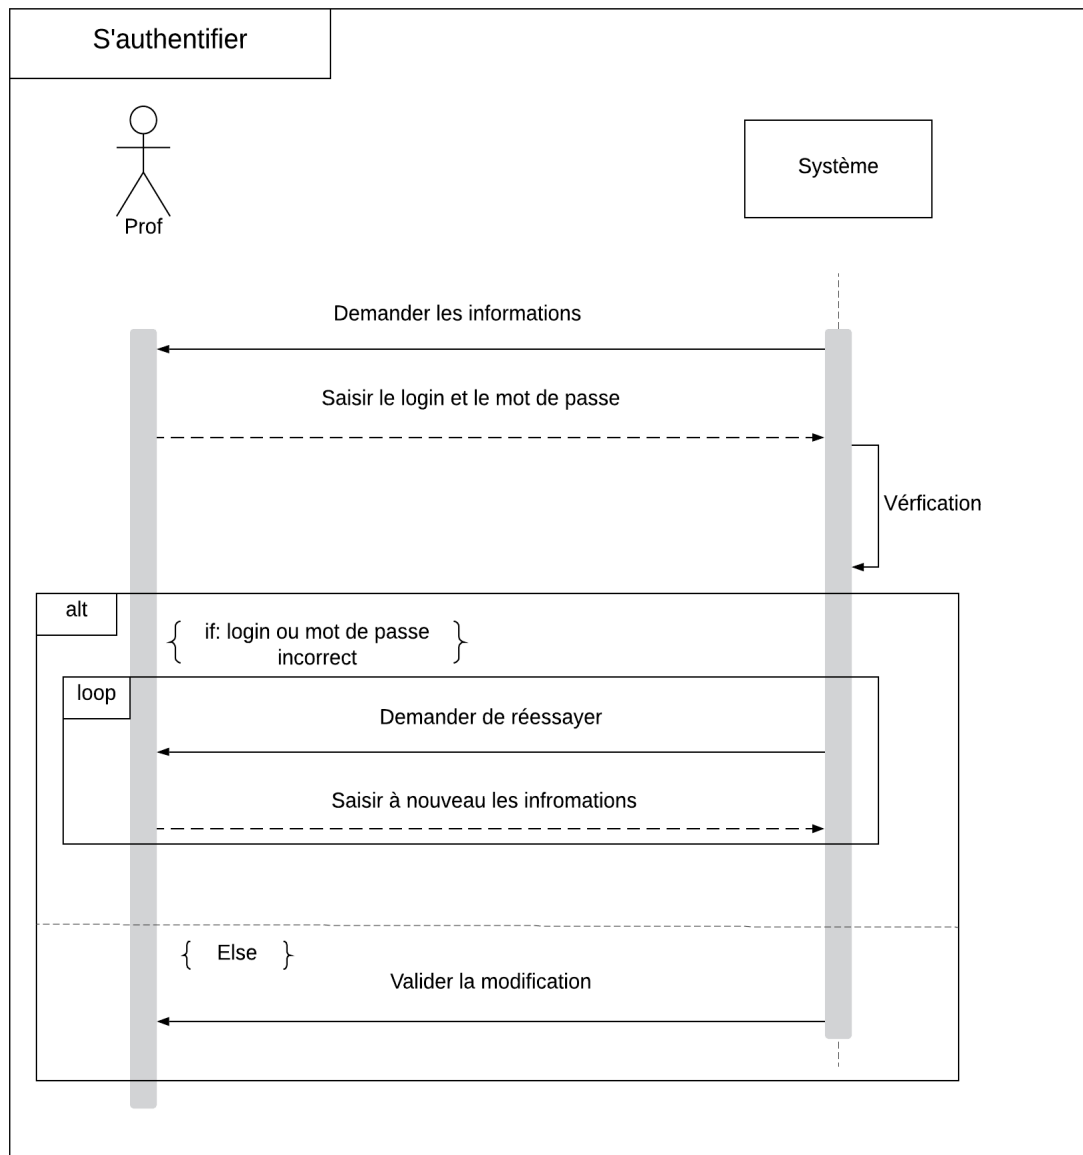 S'authentifier
Système
Prof
Demander les informations
Saisir le login et le mot de passe
Vérfication
alt
{ if: login ou mot de passe }
incorrect
loop
Demander de réessayer
Saisir à nouveau les infromations
{ Else }
Valider la modification